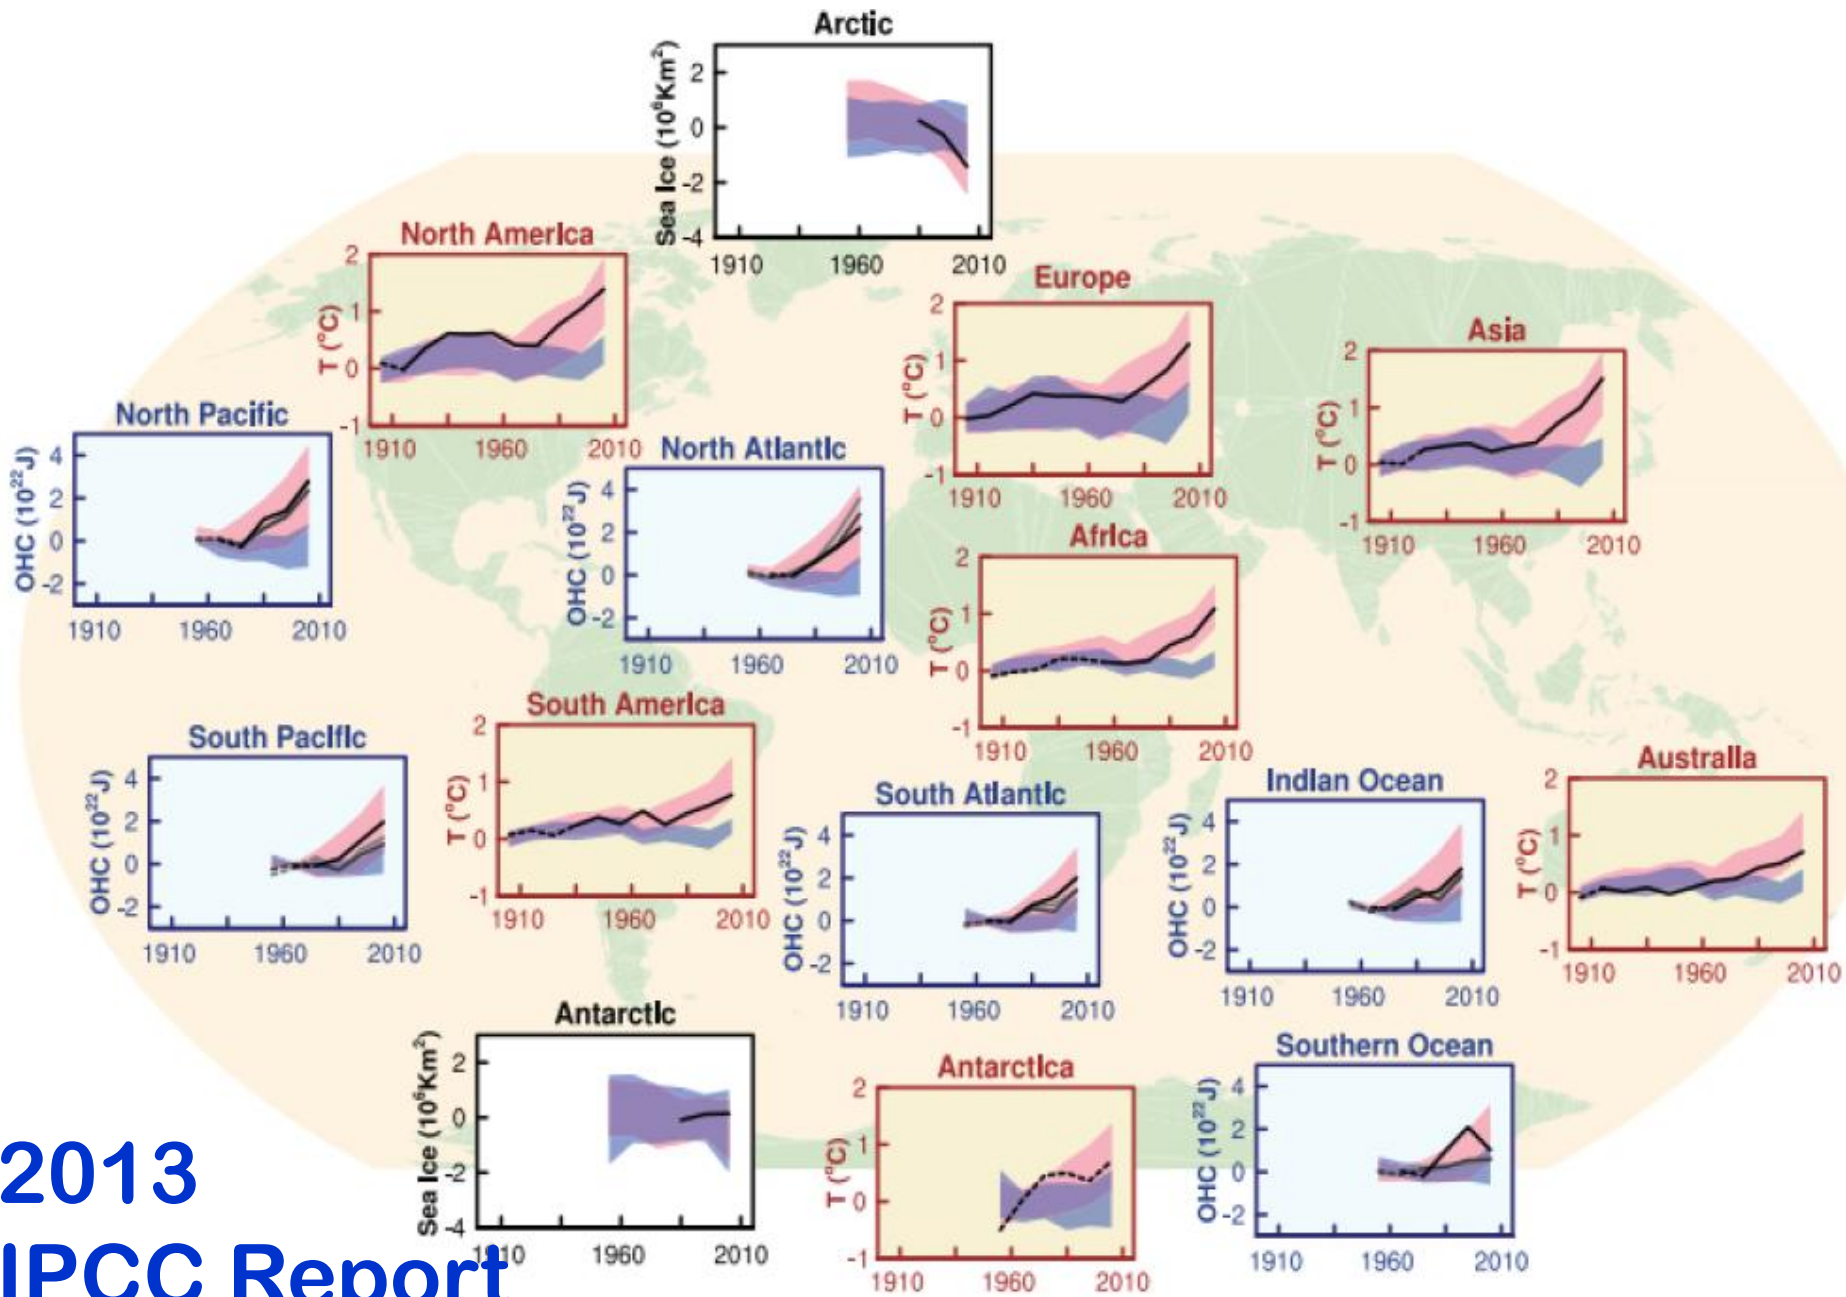 Arctic
Sea Ice (10⁶Km²)
2
0
-2
-4
1910 1960 2010
North America
T (°C)
2
1
0
-1
1910 1960 2010
Europe
T (°C)
2
1
0
-1
1910 1960 2010
Asia
T (°C)
2
1
0
-1
1910 1960 2010
North Pacific
OHC (10²²J)
4
2
0
-2
1910 1960 2010
North Atlantic
OHC (10²²J)
4
2
0
-2
1910 1960 2010
Africa
T (°C)
2
1
0
-1
1910 1960 2010
South America
T (°C)
2
1
0
-1
1910 1960 2010
South Pacific
OHC (10²²J)
4
2
0
-2
1910 1960 2010
South Atlantic
OHC (10²²J)
4
2
0
-2
1910 1960 2010
Indian Ocean
OHC (10²²J)
4
2
0
-2
1910 1960 2010
Australia
T (°C)
2
1
0
-1
1910 1960 2010
Antarctic
Sea Ice (10⁶Km²)
2
0
-2
-4
1910 1960 2010
Antarctica
T (°C)
2
1
0
-1
1910 1960 2010
Southern Ocean
OHC (10²²J)
4
2
0
-2
1910 1960 2010
2013
IPCC Report